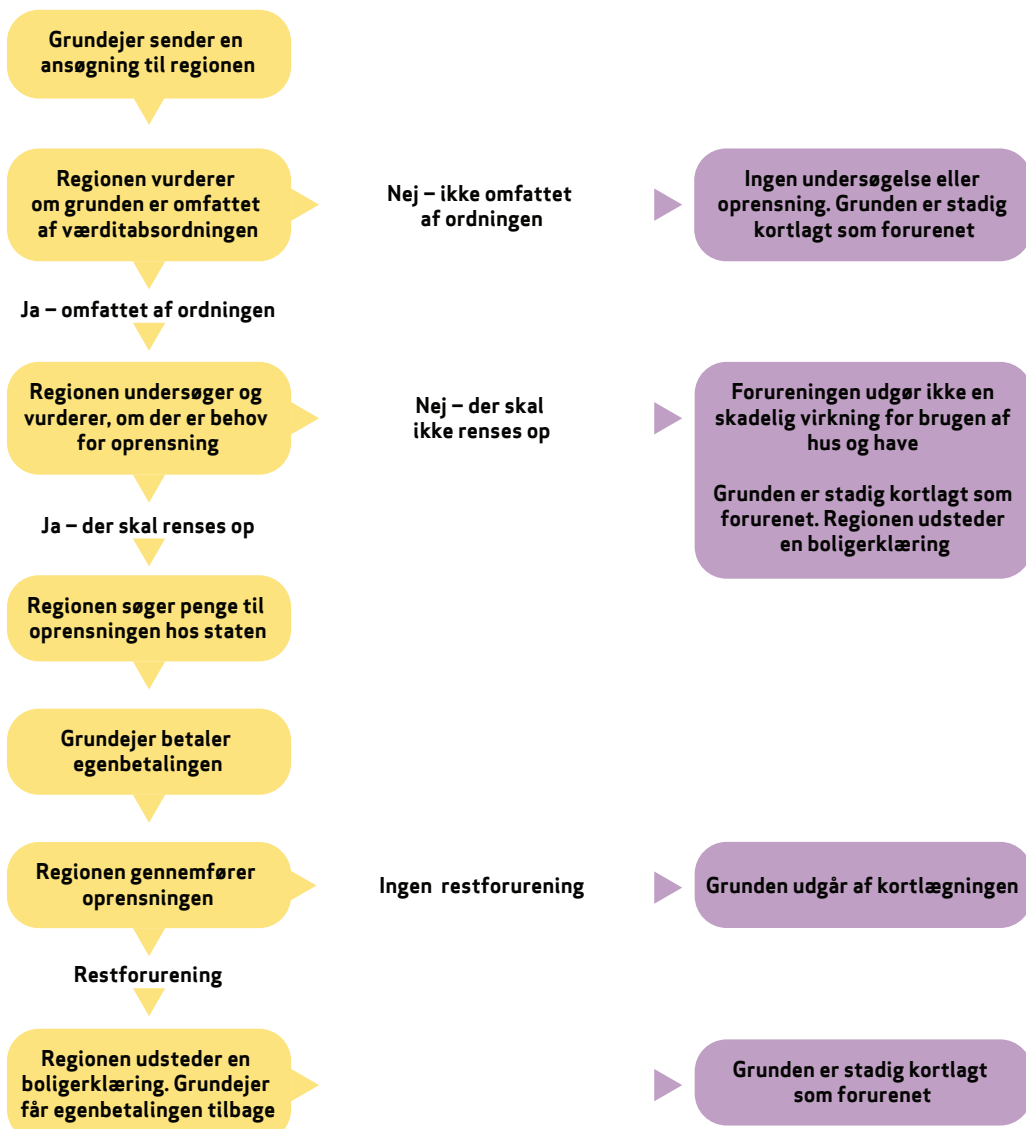 Grundejer sender en
ansøgning til regionen
Regionen vurderer
om grunden er omfattet
af værditabsordningen
Nej – ikke omfattet
af ordningen
Ingen undersøgelse eller
oprensning. Grunden er stadig
kortlagt som forurenet
Ja – omfattet af ordningen
Regionen undersøger og
vurderer, om der er behov
for oprensning
Nej – der skal
ikke renses op
Forureningen udgør ikke en
skadelig virkning for brugen af
hus og have
Grunden er stadig kortlagt som
forurenet. Regionen udsteder
en boligerklæring
Ja – der skal renses op
Regionen søger penge til
oprensningen hos staten
Grundejer betaler
egenbetalingen
Regionen gennemfører
oprensningen
Ingen restforurening
Grunden udgår af kortlægningen
Restforurening
Regionen udsteder en
boligerklæring. Grundejer
får egenbetalingen tilbage
Grunden er stadig kortlagt
som forurenet